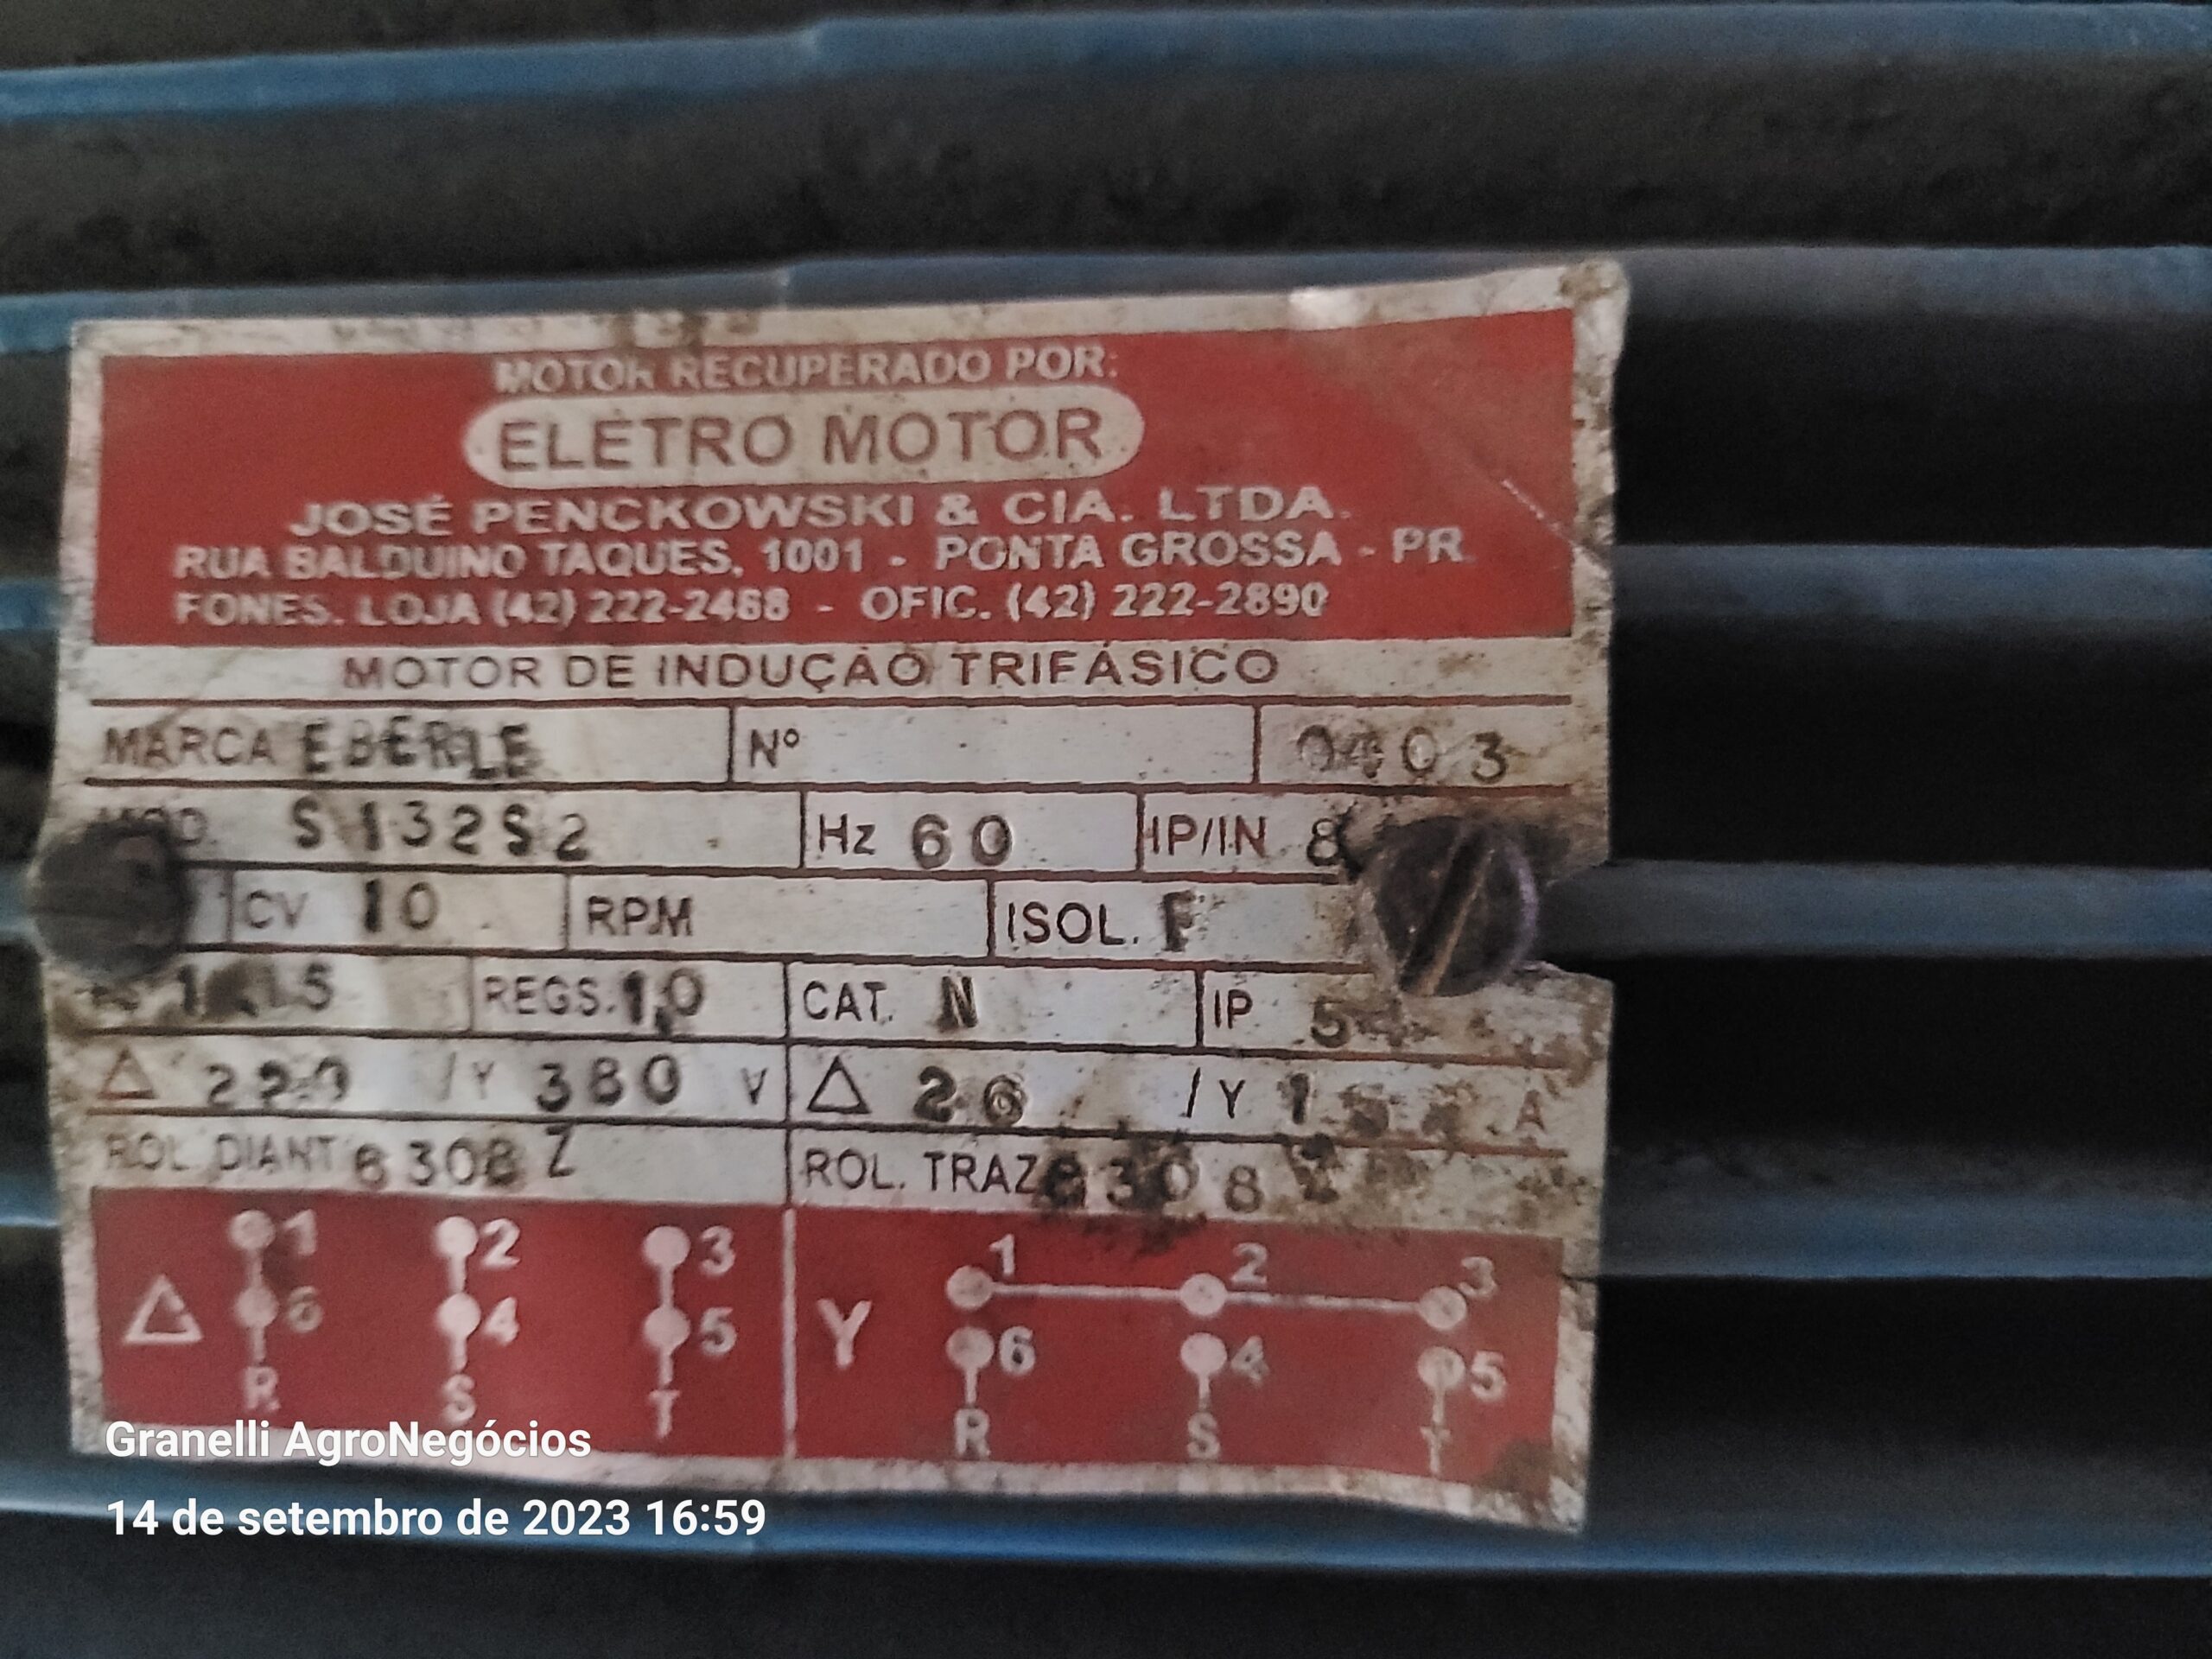 MOTOR RECUPERADO POR:
ELETRO MOTOR
JOSÉ PENCKOWSKI & CIA. LTDA.
RUA BALDUINO TAQUES, 1001 - PONTA GROSSA - PR.
FONES. LOJA (42) 222-2468 - OFIC. (42) 222-2890
MOTOR DE INDUÇÃO TRIFÁSICO
MARCA EBERLE Nº 0403
MOD. S132S2 Hz 60 IP/IN 8
CV 10 RPM ISOL. F
REGS. 1,0 CAT. N IP
△ 220 / Y 380 V △ 26 / Y A
ROL. DIANT 6308 Z ROL. TRAZ 6308 Z
1 2 3 1 2 3
△ 6 4 5 Y 6 4 5
R S T R S T
Granelli AgroNegócios
14 de setembro de 2023 16:59